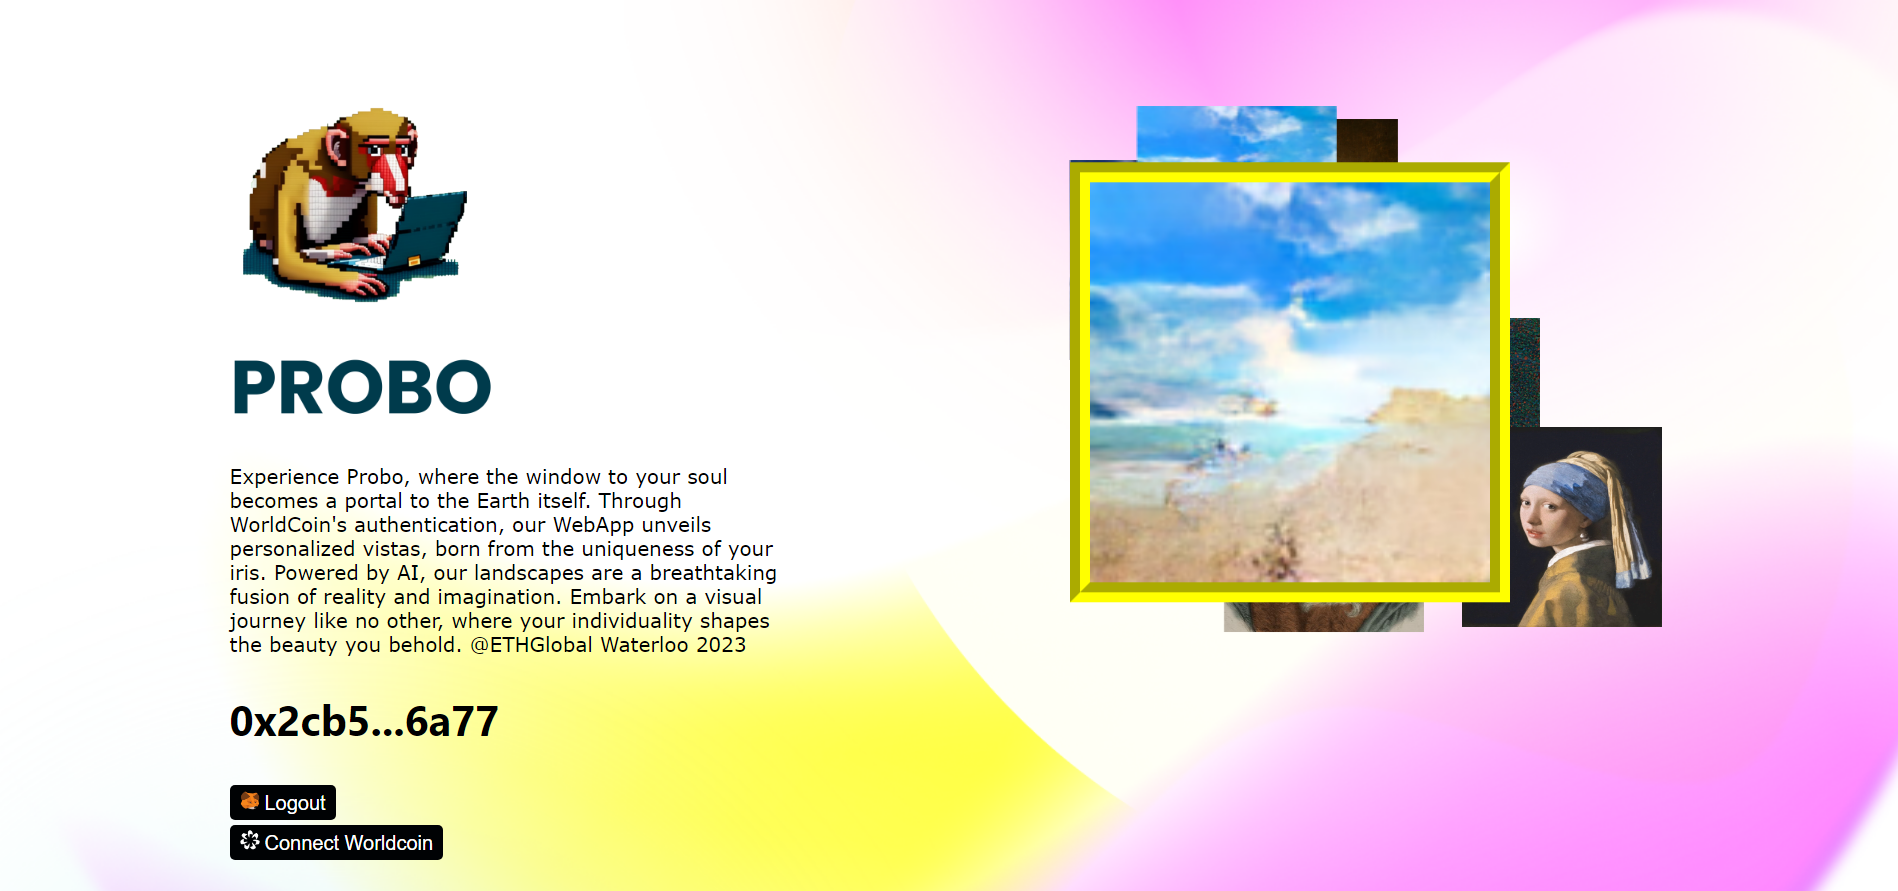 PROBO
Experience Probo, where the window to your soul
becomes a portal to the Earth itself. Through
WorldCoin's authentication, our WebApp unveils
personalized vistas, born from the uniqueness of your
iris. Powered by AI, our landscapes are a breathtaking
fusion of reality and imagination. Embark on a visual
journey like no other, where your individuality shapes
the beauty you behold. @ETHGlobal Waterloo 2023
0x2cb5...6a77
Logout
Connect Worldcoin